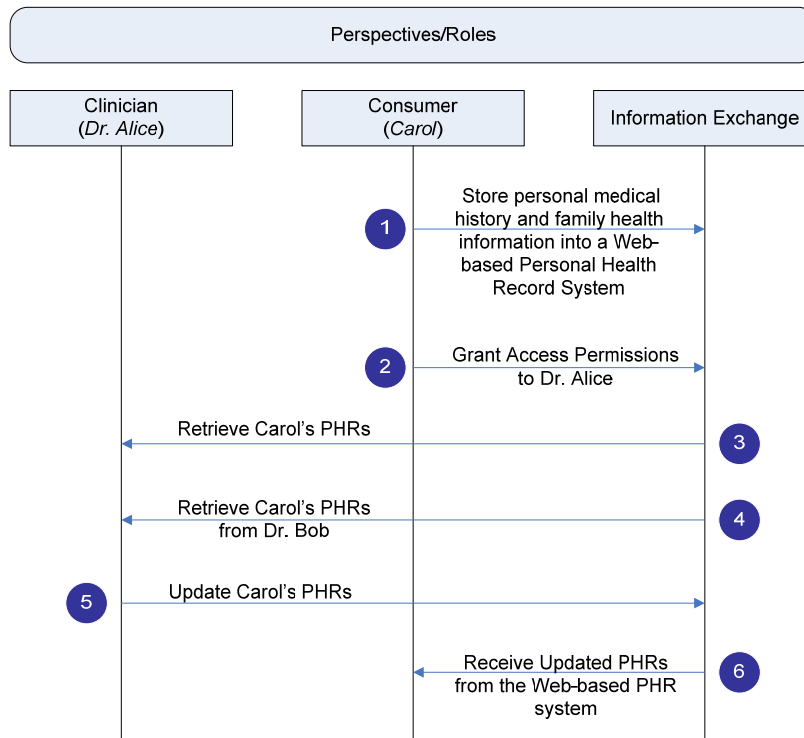 Perspectives/Roles
Clinician
(Dr. Alice)
Consumer
(Carol)
Information Exchange
1
Store personal medical
history and family health
information into a Web-
based Personal Health
Record System
2
Grant Access Permissions
to Dr. Alice
Retrieve Carol's PHRs
3
Retrieve Carol's PHRs
from Dr. Bob
4
5
Update Carol's PHRs
Receive Updated PHRs
from the Web-based PHR
system
6